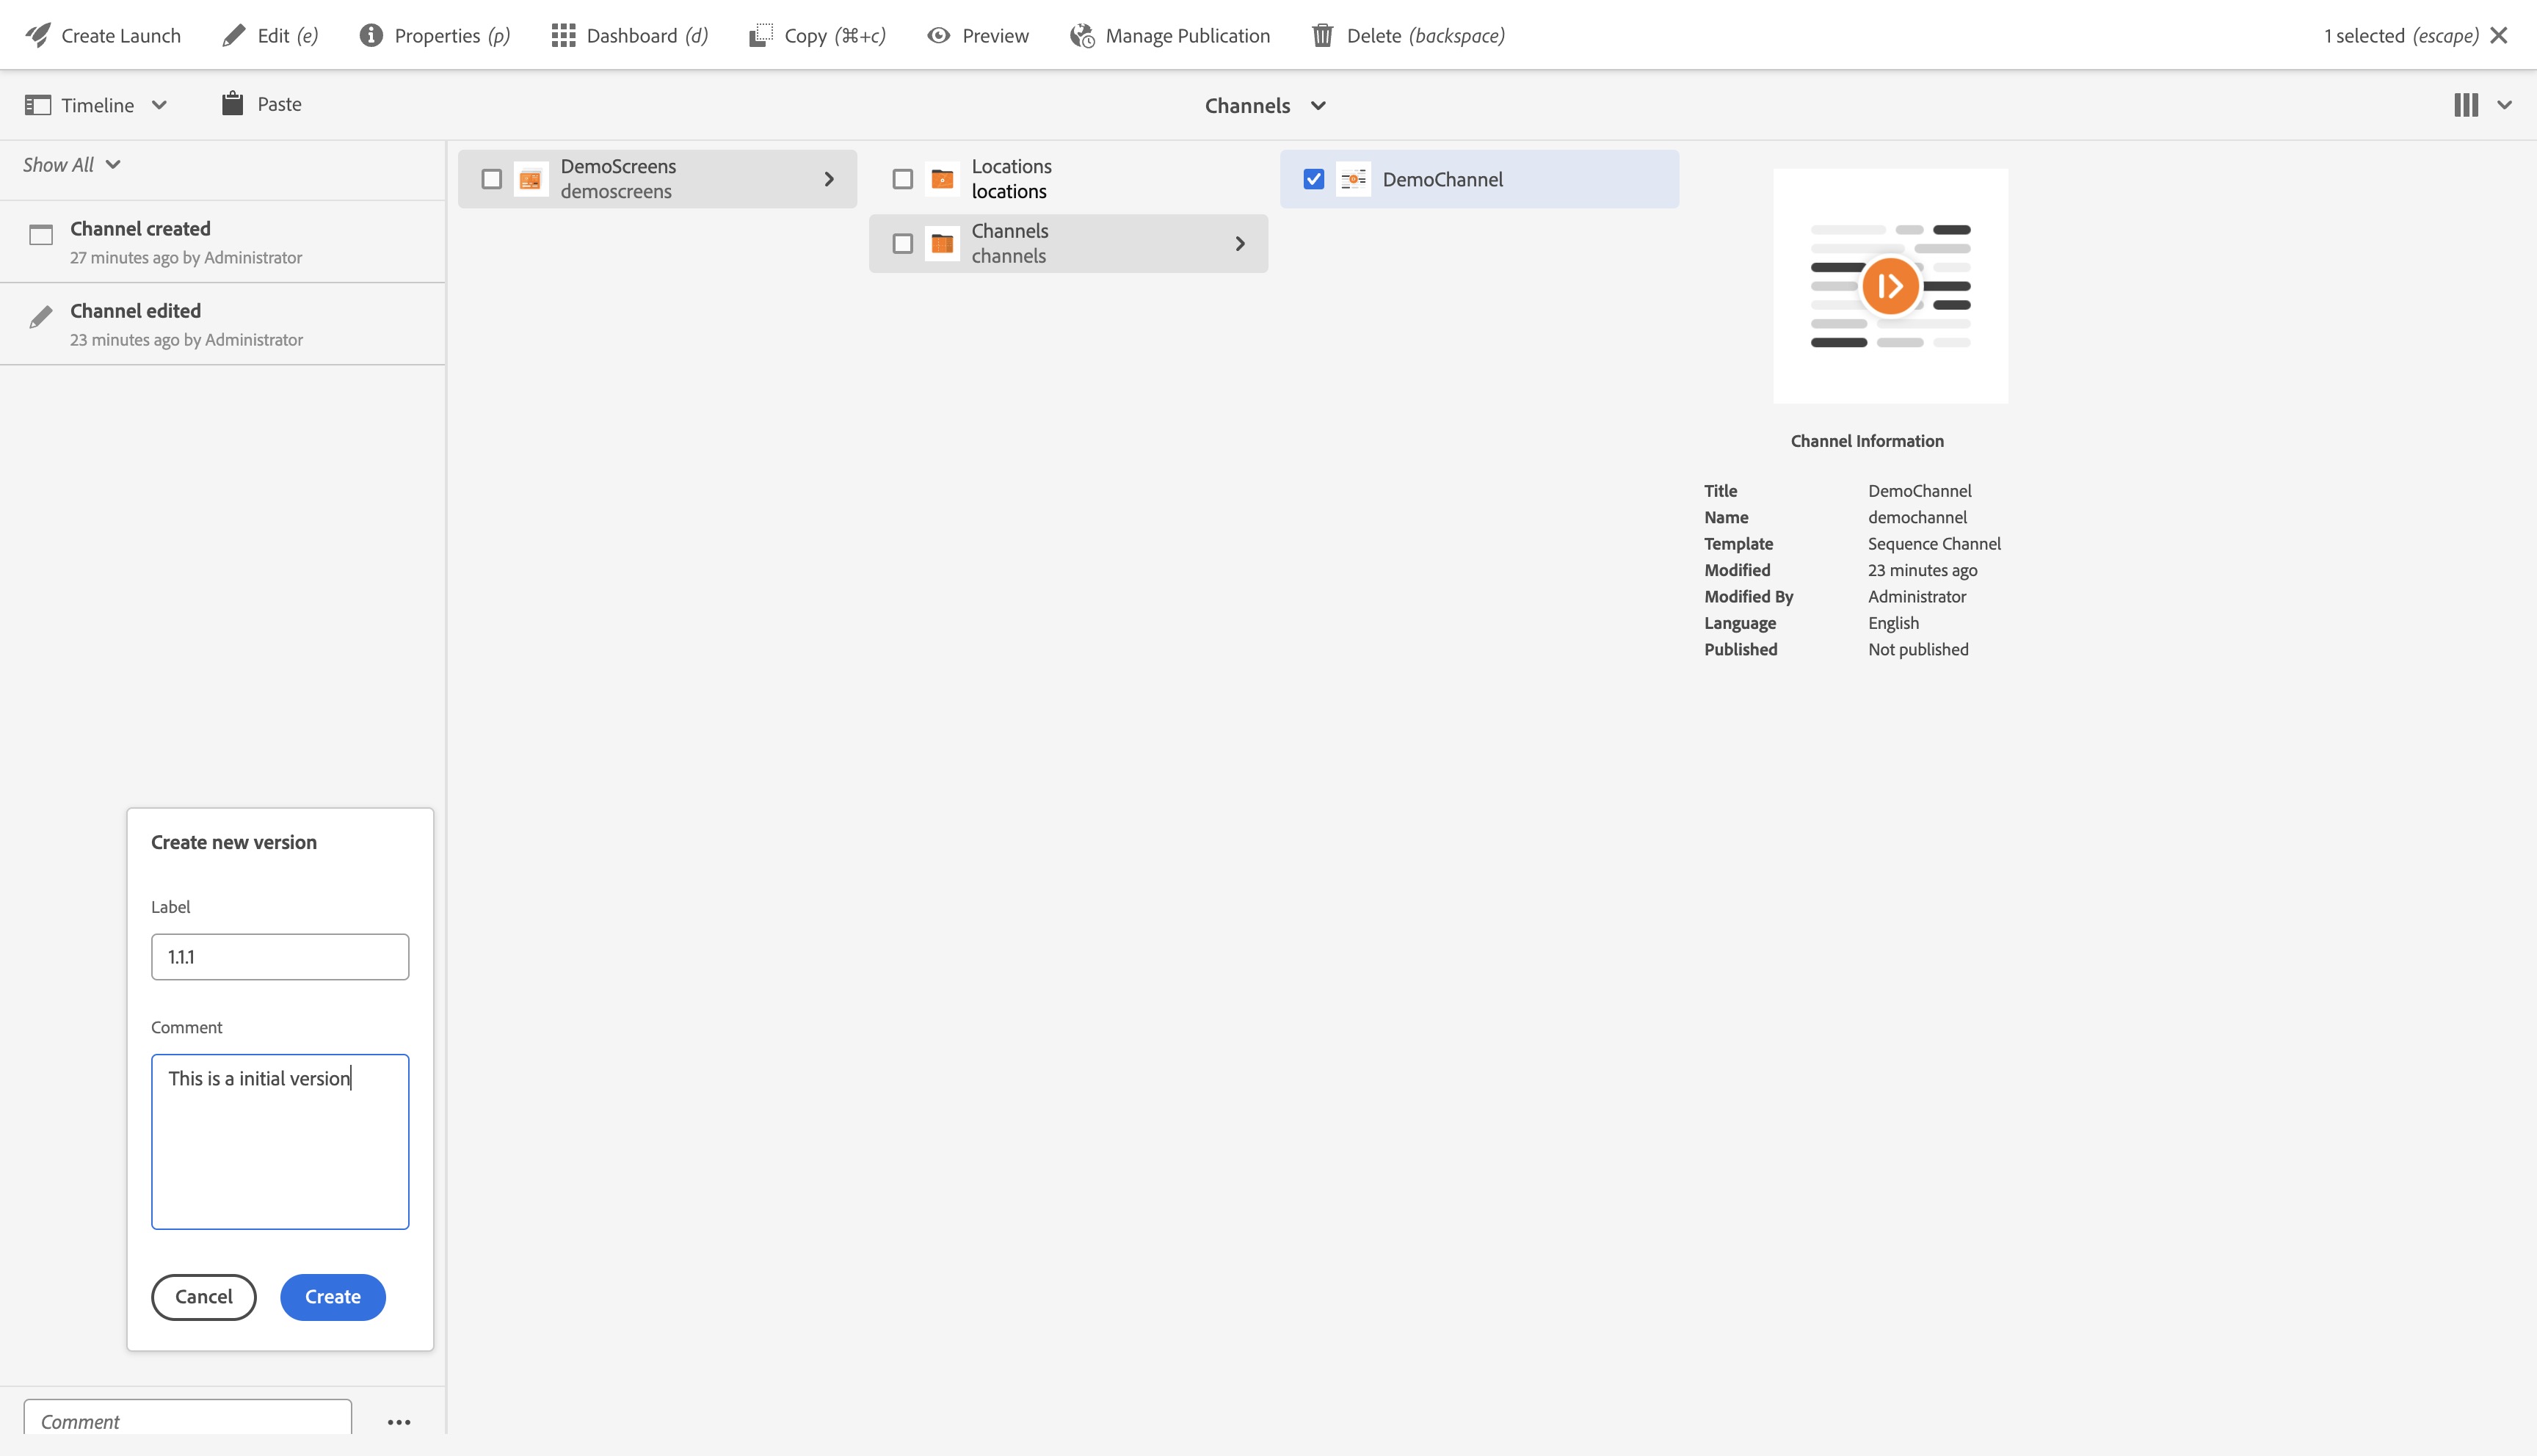 Create Launch Edit (e) Properties (p) Dashboard (d) Copy (⌘+c) Preview Manage Publication Delete (backspace) 1 selected (escape)
Timeline Paste Channels
Show All
Channel created
27 minutes ago by Administrator
Channel edited
23 minutes ago by Administrator
DemoScreens
demoscreens
Locations
locations
Channels
channels
DemoChannel
Channel Information
Title DemoChannel
Name demochannel
Template Sequence Channel
Modified 23 minutes ago
Modified By Administrator
Language English
Published Not published
Create new version
Label
1.1.1
Comment
This is a initial version
Cancel Create
Comment